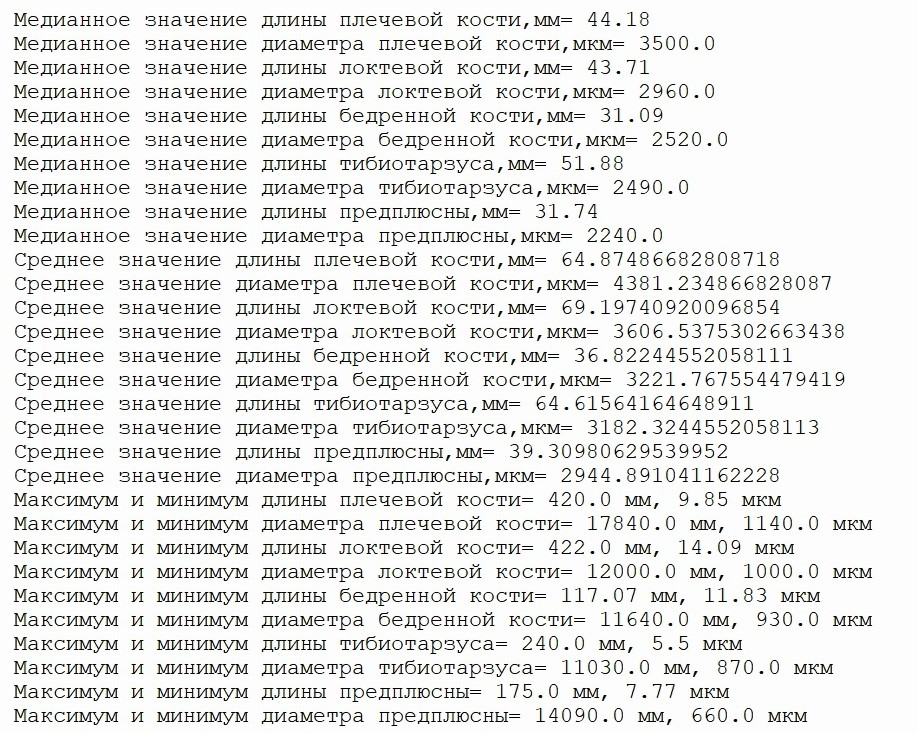 Медианное значение длины плечевой кости,мм= 44.18
Медианное значение диаметра плечевой кости,мкм= 3500.0
Медианное значение длины локтевой кости,мм= 43.71
Медианное значение диаметра локтевой кости,мкм= 2960.0
Медианное значение длины бедренной кости,мм= 31.09
Медианное значение диаметра бедренной кости,мкм= 2520.0
Медианное значение длины тибиотарзуса,мм= 51.88
Медианное значение диаметра тибиотарзуса,мкм= 2490.0
Медианное значение длины предплюсны,мм= 31.74
Медианное значение диаметра предплюсны,мкм= 2240.0
Среднее значение длины плечевой кости,мм= 64.87486682808718
Среднее значение диаметра плечевой кости,мкм= 4381.234866828087
Среднее значение длины локтевой кости,мм= 69.19740920096854
Среднее значение диаметра локтевой кости,мкм= 3606.5375302663438
Среднее значение длины бедренной кости,мм= 36.82244552058111
Среднее значение диаметра бедренной кости,мкм= 3221.767554479419
Среднее значение длины тибиотарзуса,мм= 64.61564164648911
Среднее значение диаметра тибиотарзуса,мкм= 3182.3244552058113
Среднее значение длины предплюсны,мм= 39.30980629539952
Среднее значение диаметра предплюсны,мкм= 2944.891041162228
Максимум и минимум длины плечевой кости= 420.0 мм, 9.85 мкм
Максимум и минимум диаметра плечевой кости= 17840.0 мм, 1140.0 мкм
Максимум и минимум длины локтевой кости= 422.0 мм, 14.09 мкм
Максимум и минимум диаметра локтевой кости= 12000.0 мм, 1000.0 мкм
Максимум и минимум длины бедренной кости= 117.07 мм, 11.83 мкм
Максимум и минимум диаметра бедренной кости= 11640.0 мм, 930.0 мкм
Максимум и минимум длины тибиотарзуса= 240.0 мм, 5.5 мкм
Максимум и минимум диаметра тибиотарзуса= 11030.0 мм, 870.0 мкм
Максимум и минимум длины предплюсны= 175.0 мм, 7.77 мкм
Максимум и минимум диаметра предплюсны= 14090.0 мм, 660.0 мкм